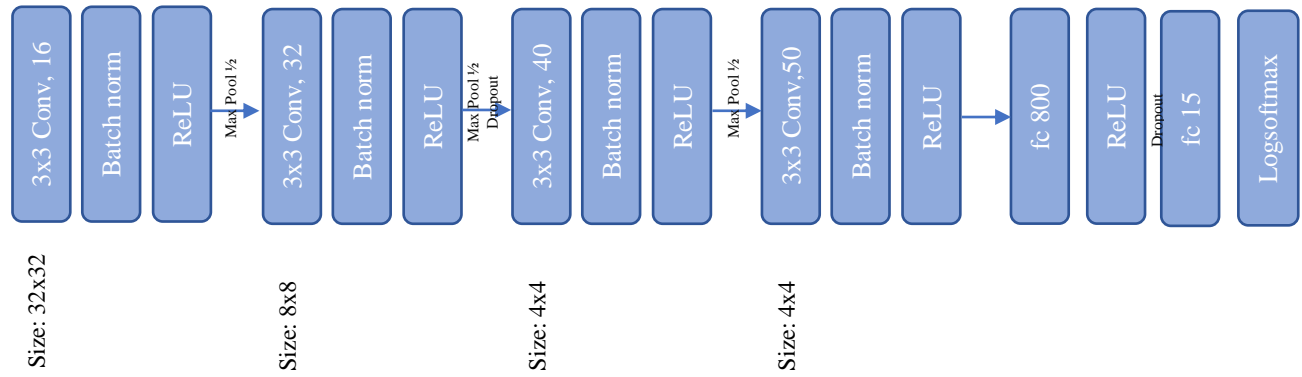 3x3 Conv, 16
Batch norm
ReLU
Max Pool ½
3x3 Conv, 32
Batch norm
ReLU
Max Pool ½
Dropout
3x3 Conv, 40
Batch norm
ReLU
Max Pool ½
3x3 Conv,50
Batch norm
ReLU
fc 800
ReLU
Dropout
fc 15
Logsoftmax
Size: 32x32
Size: 8x8
Size: 4x4
Size: 4x4